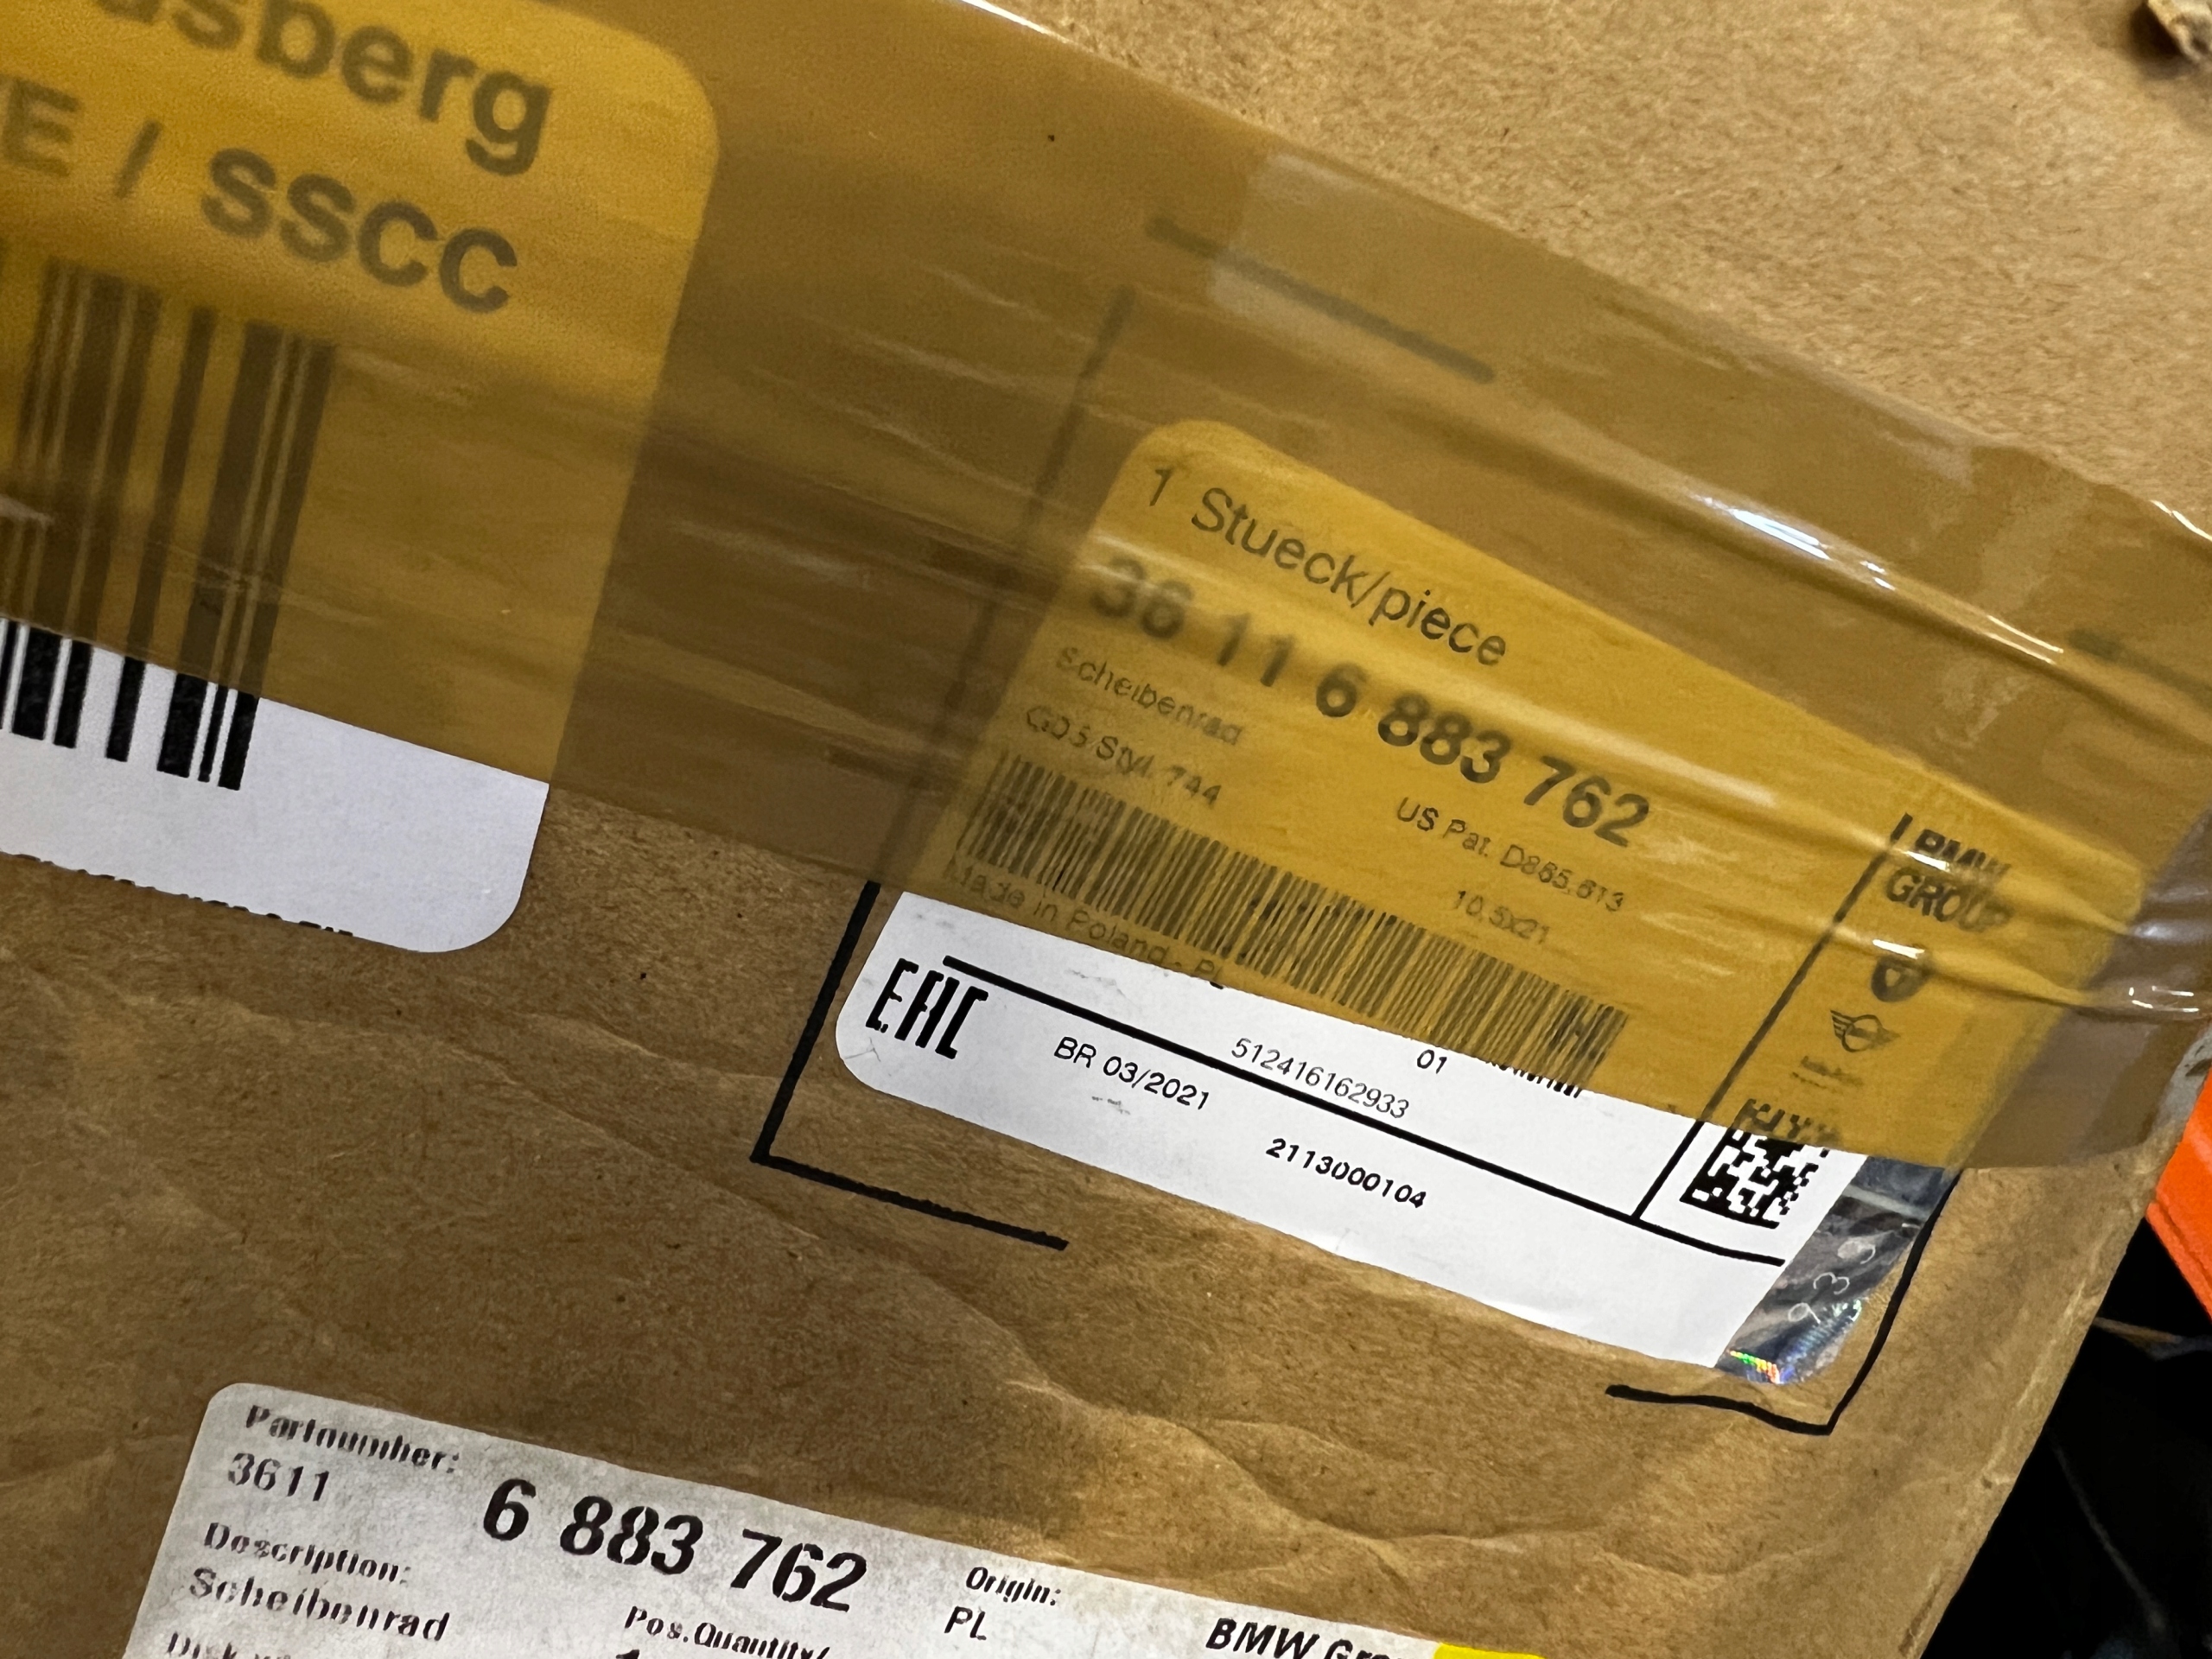 SSCC
1 Stueck/piece
36 11 6 883 762
Scheibenrad
G05 Styl. 744
US Pat. D865.613
10.5x21
Made in Poland - PL
BMW
GROUP
EAC
01
512416162933
BR 03/2021
2113000104
939
Partnumber:
3611
6 883 762
Description:
Scheibenrad
Origin:
PL
Pos.Quantity/
BMW